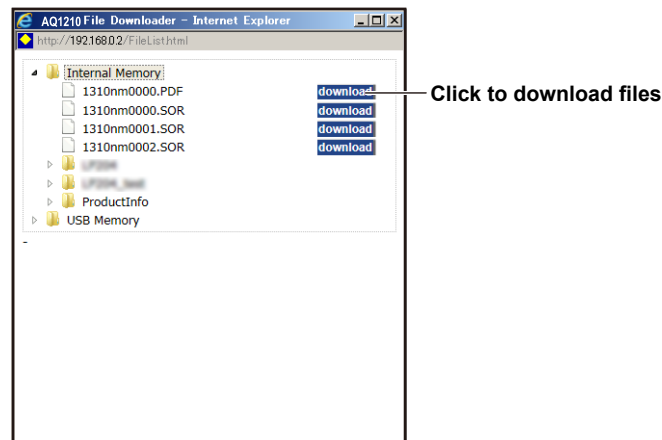 AQ1210 File Downloader - Internet Explorer
http://192.168.0.2/FileList.html
Internal Memory
1310nm0000.PDF download
Click to download files
1310nm0000.SOR download
1310nm0001.SOR download
1310nm0002.SOR download
ProductInfo
USB Memory
-